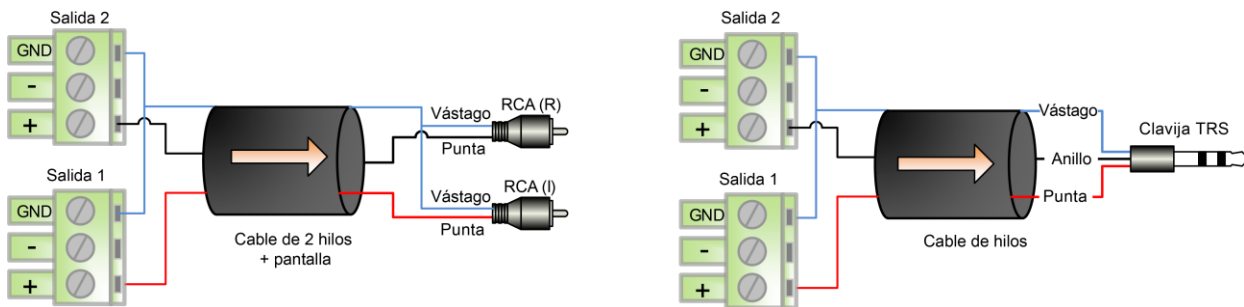 Salida 2
GND
-
+
Salida 1
GND
-
+
Cable de 2 hilos
+ pantalla
Vástago
RCA (R)
Punta
Vástago
RCA (I)
Punta
Salida 2
GND
-
+
Salida 1
GND
-
+
Cable de hilos
Vástago
Clavija TRS
Anillo
Punta